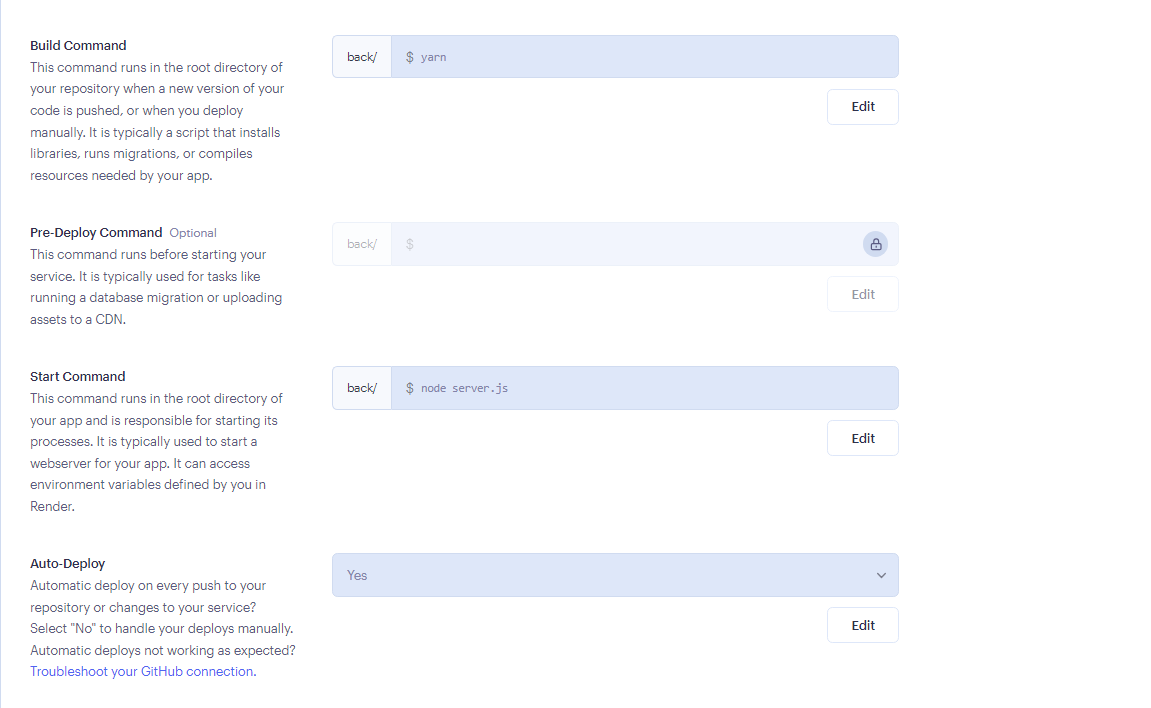 Build Command
This command runs in the root directory of
your repository when a new version of your
code is pushed, or when you deploy
manually. It is typically a script that installs
libraries, runs migrations, or compiles
resources needed by your app.
back/ $ yarn
Edit
Pre-Deploy Command Optional
This command runs before starting your
service. It is typically used for tasks like
running a database migration or uploading
assets to a CDN.
back/ $
Edit
Start Command
This command runs in the root directory of
your app and is responsible for starting its
processes. It is typically used to start a
webserver for your app. It can access
environment variables defined by you in
Render.
back/ $ node server.js
Edit
Auto-Deploy
Automatic deploy on every push to your
repository or changes to your service?
Select "No" to handle your deploys manually.
Automatic deploys not working as expected?
Troubleshoot your GitHub connection.
Yes
Edit